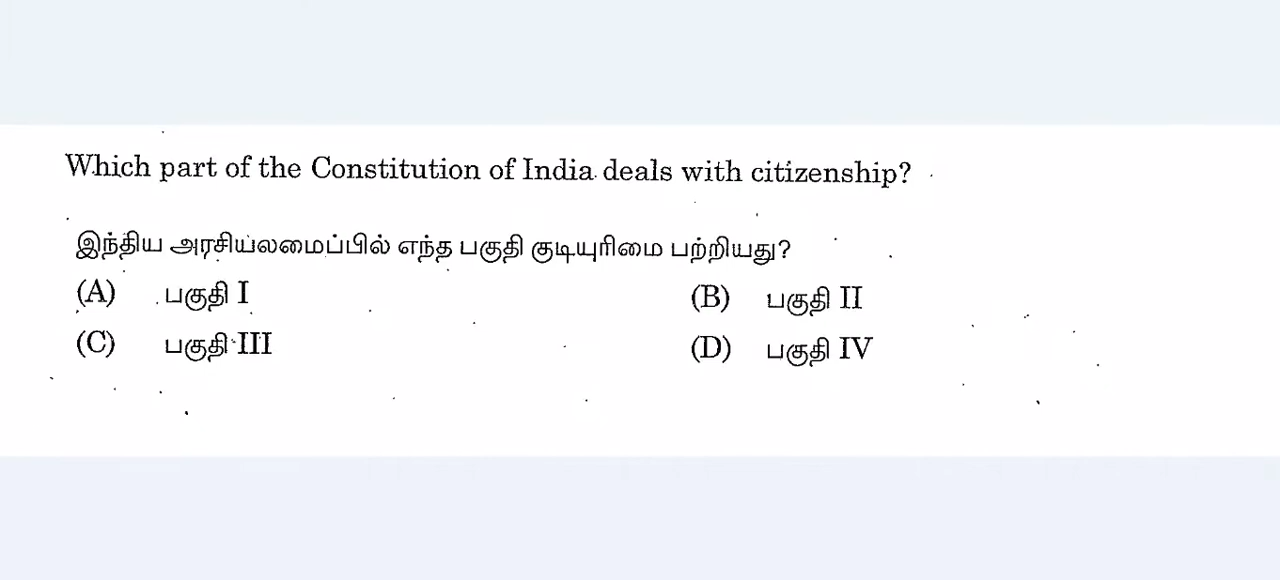 Which part of the Constitution of India deals with citizenship?
இந்திய அரசியலமைப்பில் எந்த பகுதி குடியுரிமை பற்றியது?
(A) பகுதி I (B) பகுதி II
(C) பகுதி III (D) பகுதி IV